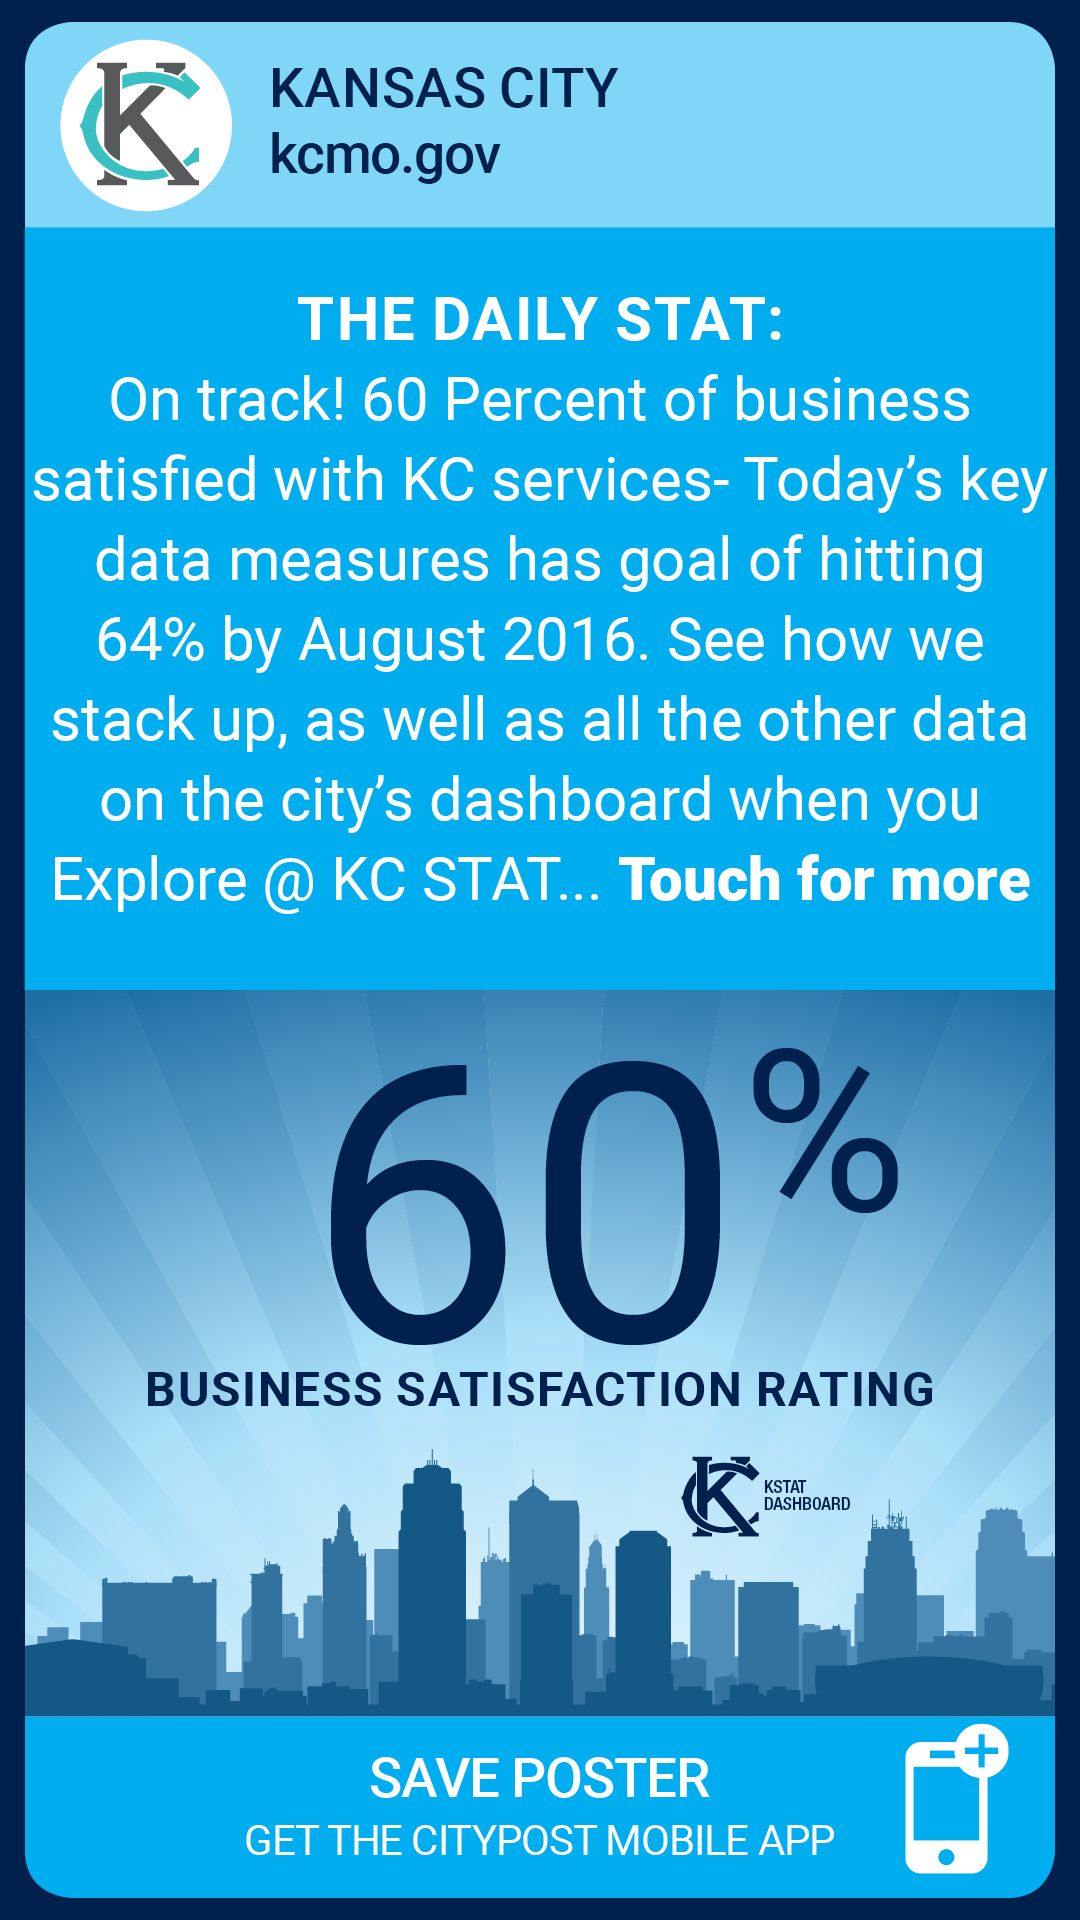 KC
KANSAS CITY
kcmo.gov
THE DAILY STAT:
On track! 60 Percent of business
satisfied with KC services- Today’s key
data measures has goal of hitting
64% by August 2016. See how we
stack up, as well as all the other data
on the city’s dashboard when you
Explore @ KC STAT... Touch for more
60%
BUSINESS SATISFACTION RATING
KC
KSTAT
DASHBOARD
SAVE POSTER
GET THE CITYPOST MOBILE APP